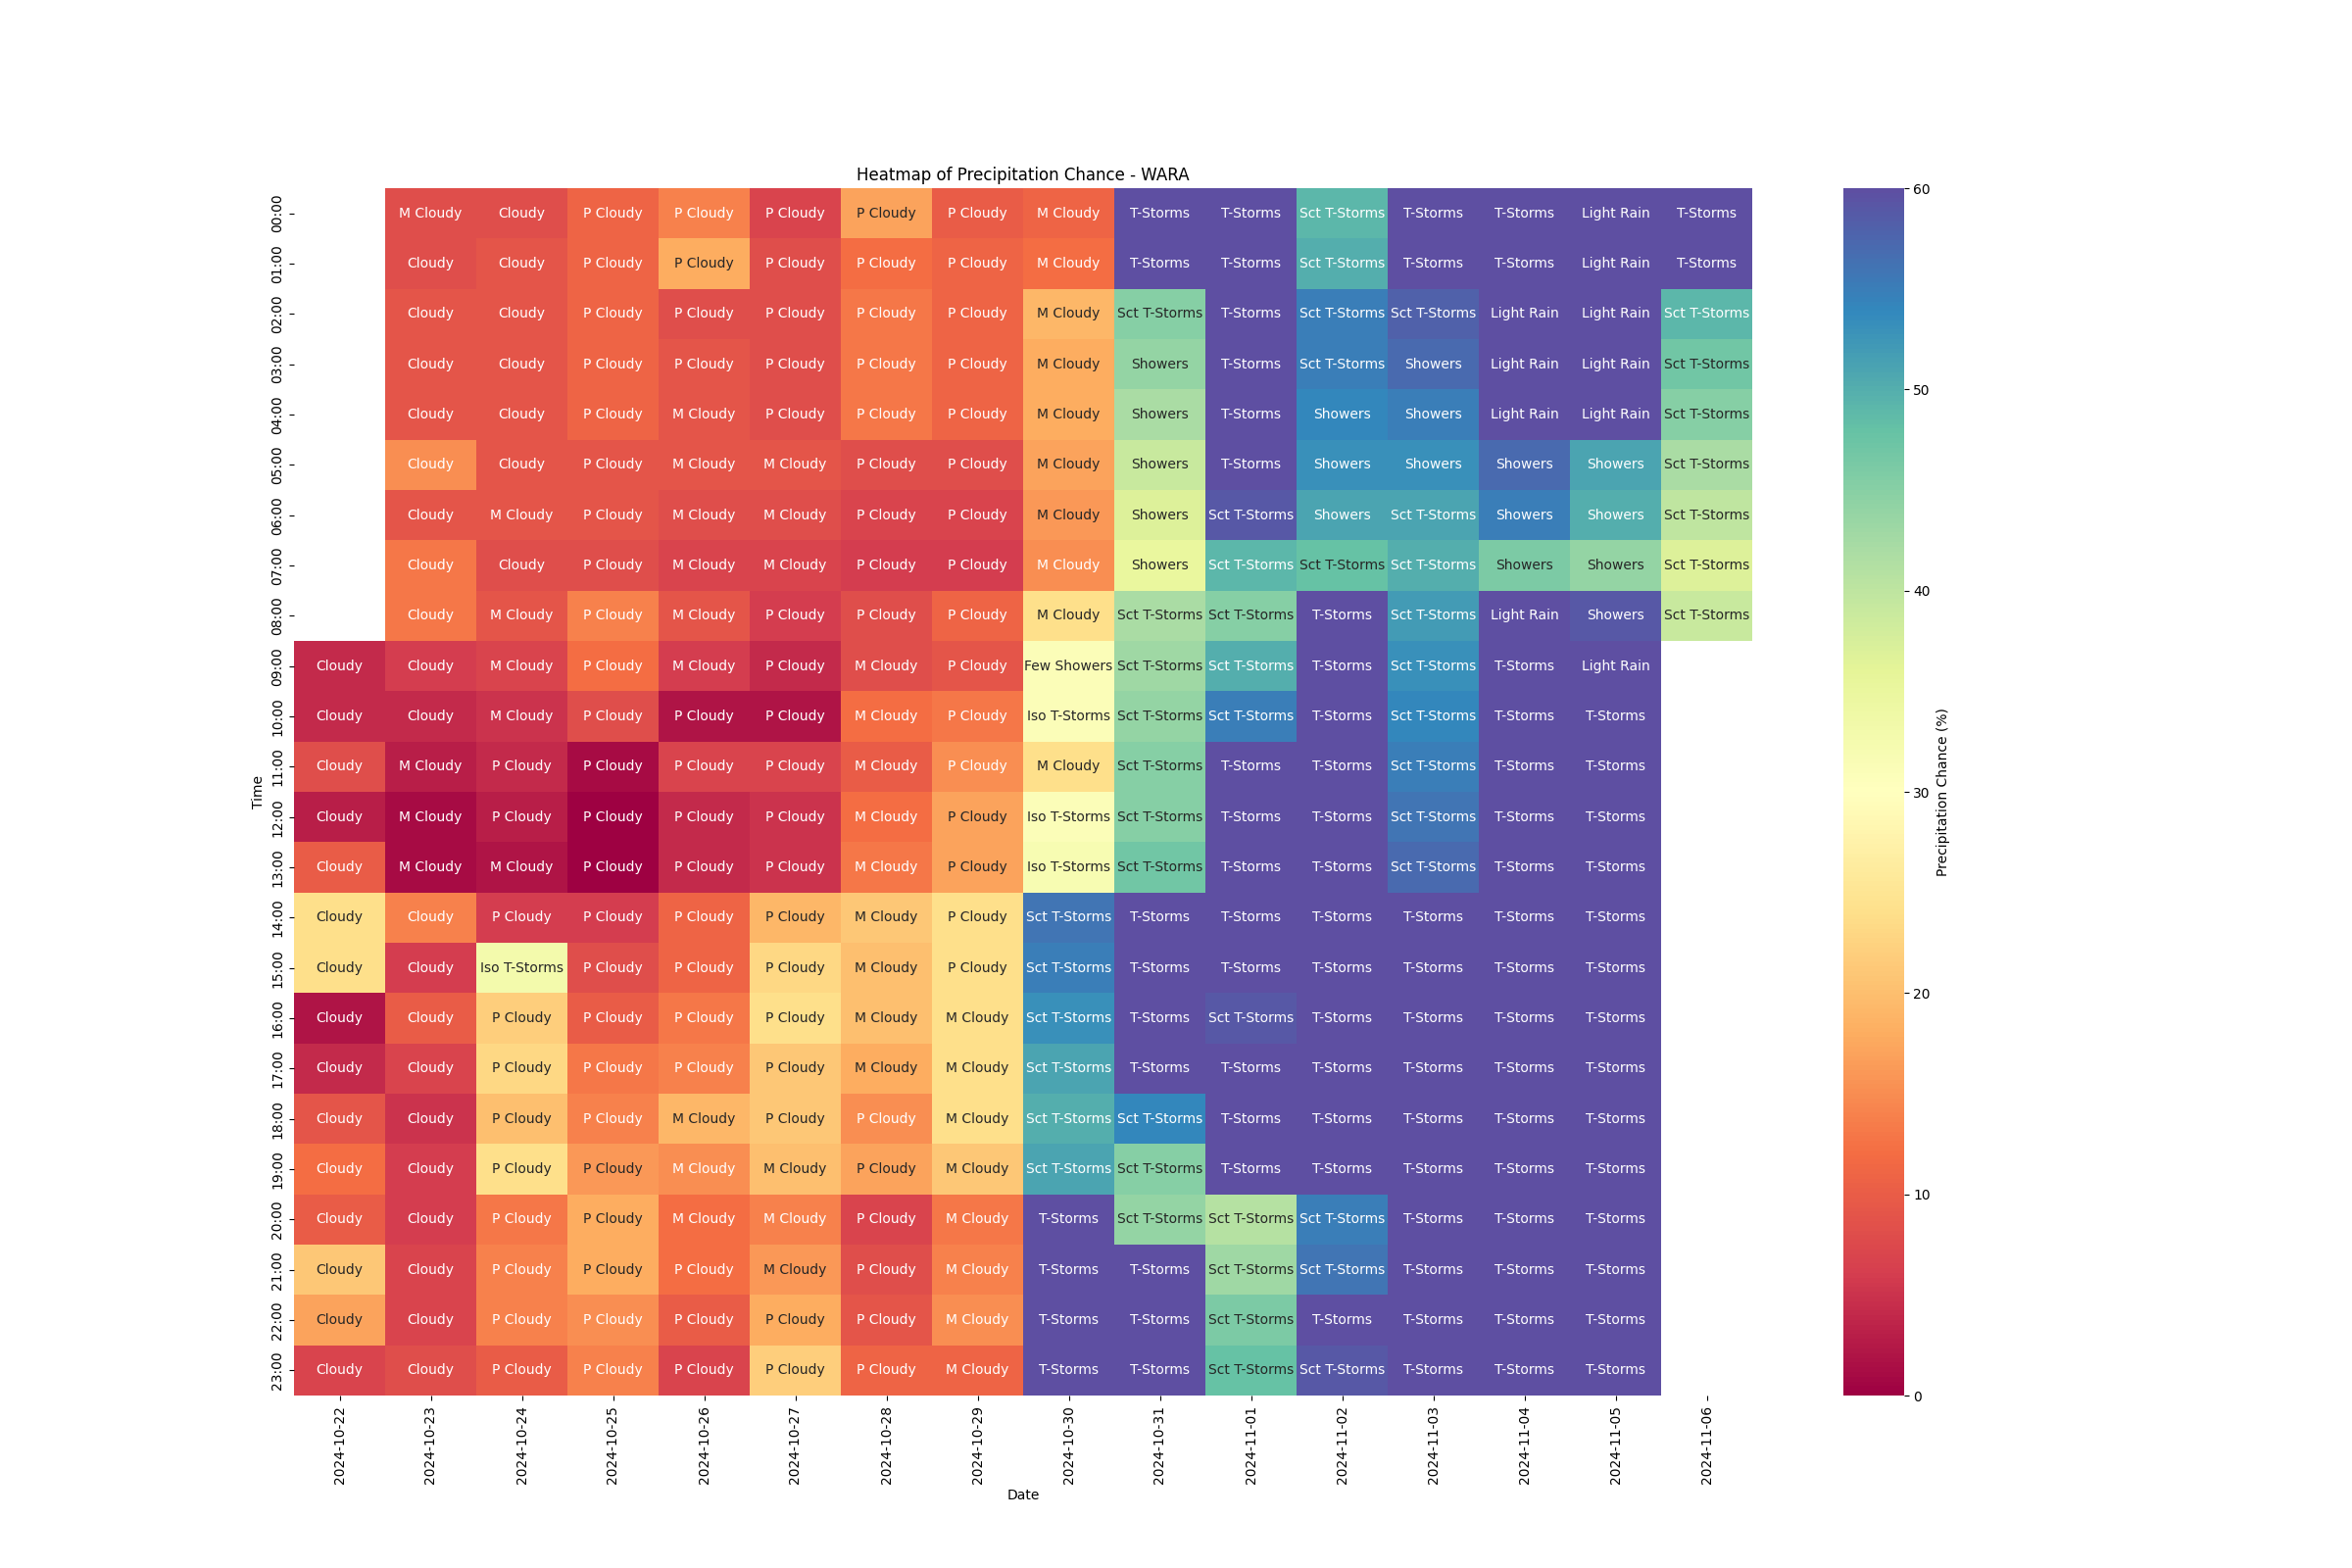 Heatmap of Precipitation Chance - WARA
00:00 M Cloudy Cloudy P Cloudy P Cloudy P Cloudy P Cloudy P Cloudy M Cloudy T-Storms T-Storms Sct T-Storms T-Storms T-Storms Light Rain T-Storms
01:00 Cloudy Cloudy P Cloudy P Cloudy P Cloudy P Cloudy P Cloudy M Cloudy T-Storms T-Storms Sct T-Storms T-Storms T-Storms Light Rain T-Storms
02:00 Cloudy Cloudy P Cloudy P Cloudy P Cloudy P Cloudy P Cloudy M Cloudy Sct T-Storms T-Storms Sct T-Storms Sct T-Storms Light Rain Light Rain Sct T-Storms
03:00 Cloudy Cloudy P Cloudy P Cloudy P Cloudy P Cloudy P Cloudy M Cloudy Showers T-Storms Sct T-Storms Showers Light Rain Light Rain Sct T-Storms
04:00 Cloudy Cloudy P Cloudy M Cloudy P Cloudy P Cloudy P Cloudy M Cloudy Showers T-Storms Showers Showers Light Rain Light Rain Sct T-Storms
05:00 Cloudy Cloudy P Cloudy M Cloudy M Cloudy P Cloudy P Cloudy M Cloudy Showers T-Storms Showers Showers Showers Showers Sct T-Storms
06:00 Cloudy M Cloudy P Cloudy M Cloudy M Cloudy P Cloudy P Cloudy M Cloudy Showers Sct T-Storms Showers Sct T-Storms Showers Showers Sct T-Storms
07:00 Cloudy Cloudy P Cloudy M Cloudy M Cloudy P Cloudy P Cloudy M Cloudy Showers Sct T-Storms Sct T-Storms Sct T-Storms Showers Showers Sct T-Storms
08:00 Cloudy M Cloudy P Cloudy M Cloudy P Cloudy P Cloudy P Cloudy M Cloudy Sct T-Storms Sct T-Storms T-Storms Sct T-Storms Light Rain Showers Sct T-Storms
09:00 Cloudy Cloudy M Cloudy P Cloudy M Cloudy P Cloudy M Cloudy P Cloudy Few Showers Sct T-Storms Sct T-Storms T-Storms Sct T-Storms T-Storms Light Rain
10:00 Cloudy Cloudy M Cloudy P Cloudy P Cloudy P Cloudy M Cloudy P Cloudy Iso T-Storms Sct T-Storms Sct T-Storms T-Storms Sct T-Storms T-Storms T-Storms
11:00 Cloudy M Cloudy P Cloudy P Cloudy P Cloudy P Cloudy M Cloudy P Cloudy M Cloudy Sct T-Storms T-Storms T-Storms Sct T-Storms T-Storms T-Storms
12:00 Cloudy M Cloudy P Cloudy P Cloudy P Cloudy P Cloudy M Cloudy P Cloudy Iso T-Storms Sct T-Storms T-Storms T-Storms Sct T-Storms T-Storms T-Storms
13:00 Cloudy M Cloudy M Cloudy P Cloudy P Cloudy P Cloudy M Cloudy P Cloudy Iso T-Storms Sct T-Storms T-Storms T-Storms Sct T-Storms T-Storms T-Storms
14:00 Cloudy Cloudy P Cloudy P Cloudy P Cloudy P Cloudy M Cloudy P Cloudy Sct T-Storms T-Storms T-Storms T-Storms T-Storms T-Storms T-Storms
15:00 Cloudy Cloudy Iso T-Storms P Cloudy P Cloudy P Cloudy M Cloudy P Cloudy Sct T-Storms T-Storms T-Storms T-Storms T-Storms T-Storms T-Storms
16:00 Cloudy Cloudy P Cloudy P Cloudy P Cloudy P Cloudy M Cloudy M Cloudy Sct T-Storms T-Storms Sct T-Storms T-Storms T-Storms T-Storms T-Storms
17:00 Cloudy Cloudy P Cloudy P Cloudy P Cloudy P Cloudy M Cloudy M Cloudy Sct T-Storms T-Storms T-Storms T-Storms T-Storms T-Storms T-Storms
18:00 Cloudy Cloudy P Cloudy P Cloudy M Cloudy P Cloudy P Cloudy M Cloudy Sct T-Storms Sct T-Storms T-Storms T-Storms T-Storms T-Storms T-Storms
19:00 Cloudy Cloudy P Cloudy P Cloudy M Cloudy M Cloudy P Cloudy M Cloudy Sct T-Storms Sct T-Storms T-Storms T-Storms T-Storms T-Storms T-Storms
20:00 Cloudy Cloudy P Cloudy P Cloudy M Cloudy M Cloudy P Cloudy M Cloudy T-Storms Sct T-Storms Sct T-Storms Sct T-Storms T-Storms T-Storms T-Storms
21:00 Cloudy Cloudy P Cloudy P Cloudy P Cloudy M Cloudy P Cloudy M Cloudy T-Storms T-Storms Sct T-Storms Sct T-Storms T-Storms T-Storms T-Storms
22:00 Cloudy Cloudy P Cloudy P Cloudy P Cloudy P Cloudy P Cloudy M Cloudy T-Storms T-Storms Sct T-Storms T-Storms T-Storms T-Storms T-Storms
23:00 Cloudy Cloudy P Cloudy P Cloudy P Cloudy P Cloudy P Cloudy M Cloudy T-Storms T-Storms Sct T-Storms Sct T-Storms T-Storms T-Storms T-Storms
2024-10-22 2024-10-23 2024-10-24 2024-10-25 2024-10-26 2024-10-27 2024-10-28 2024-10-29 2024-10-30 2024-10-31 2024-11-01 2024-11-02 2024-11-03 2024-11-04 2024-11-05 2024-11-06
Date
Time
60
50
40
30
20
10
0
Precipitation Chance (%)